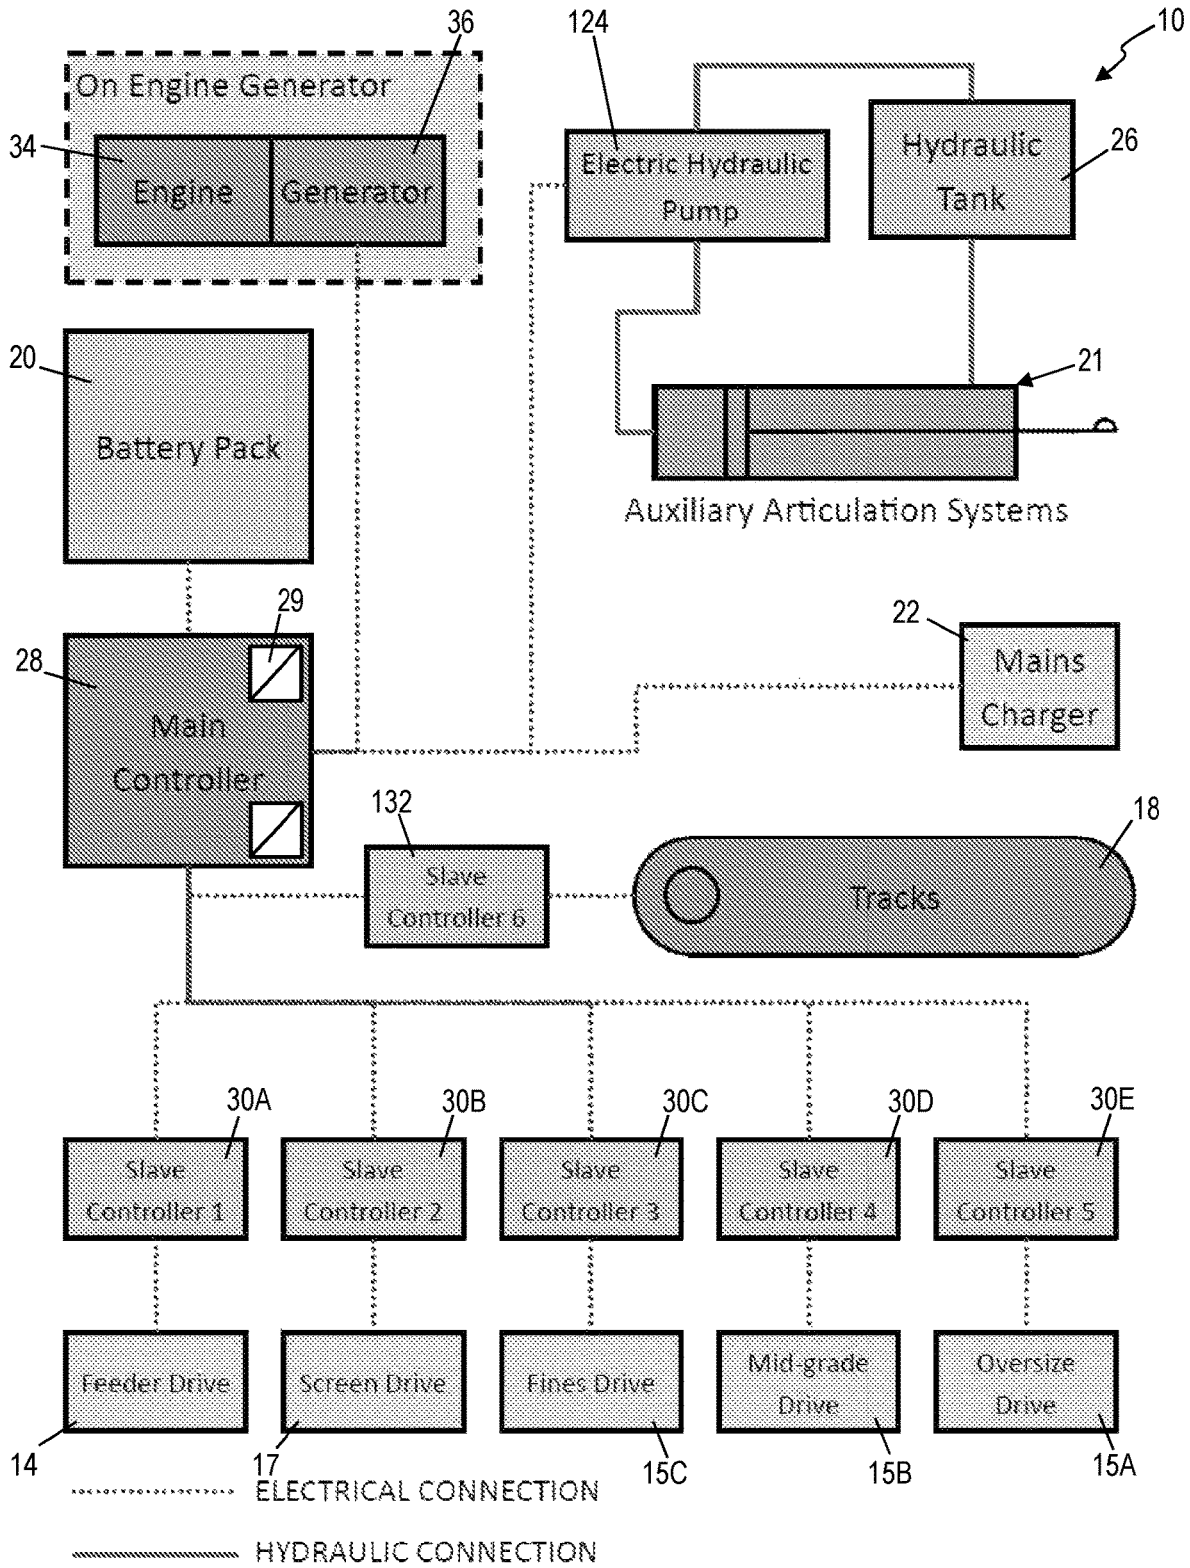 36
124
10
On Engine Generator
34
Engine
Generator
Electric Hydraulic
Pump
Hydraulic
Tank
26
20
Battery Pack
21
Auxiliary Articulation Systems
29
28
Main
Controller
22
Mains
Charger
132
Slave
Controller 6
18
Tracks
30A
30B
30C
30D
30E
Slave
Controller 1
Slave
Controller 2
Slave
Controller 3
Slave
Controller 4
Slave
Controller 5
Feeder Drive
Screen Drive
Fines Drive
Mid-grade
Drive
Oversize
Drive
14
17
15C
15B
15A
ELECTRICAL CONNECTION
HYDRAULIC CONNECTION